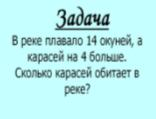 Задача
В реке плавало 14 окуней, а
карасей на 4 больше.
Сколько карасей обитает в
реке?